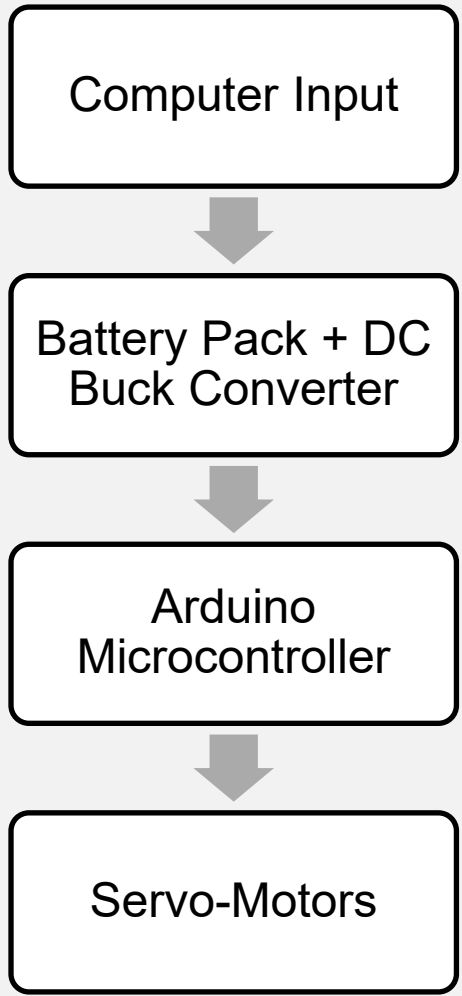 Computer Input
Battery Pack + DC
Buck Converter
Arduino
Microcontroller
Servo-Motors